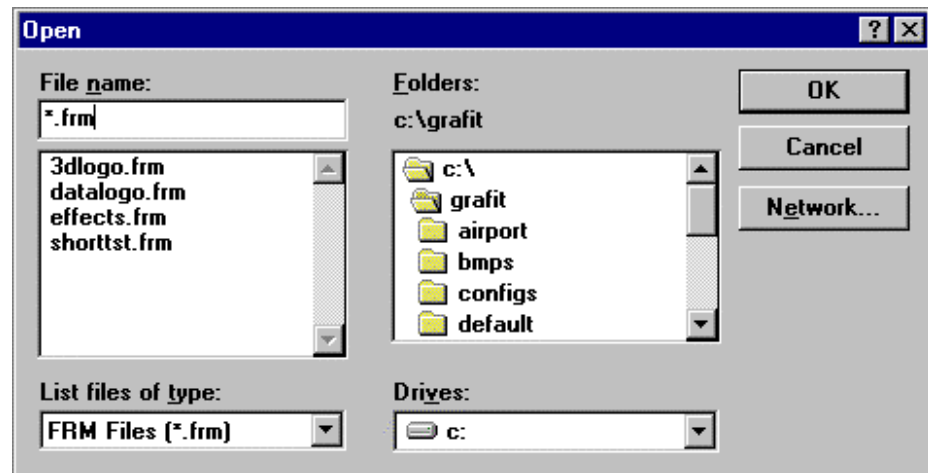 Open
File name:
*.frm
3dlogo.frm
datalogo.frm
effects.frm
shorttst.frm
List files of type:
FRM Files (*.frm)
Folders:
c:\grafit
c:\
grafit
airport
bmps
configs
default
Drives:
c:
OK
Cancel
Network...